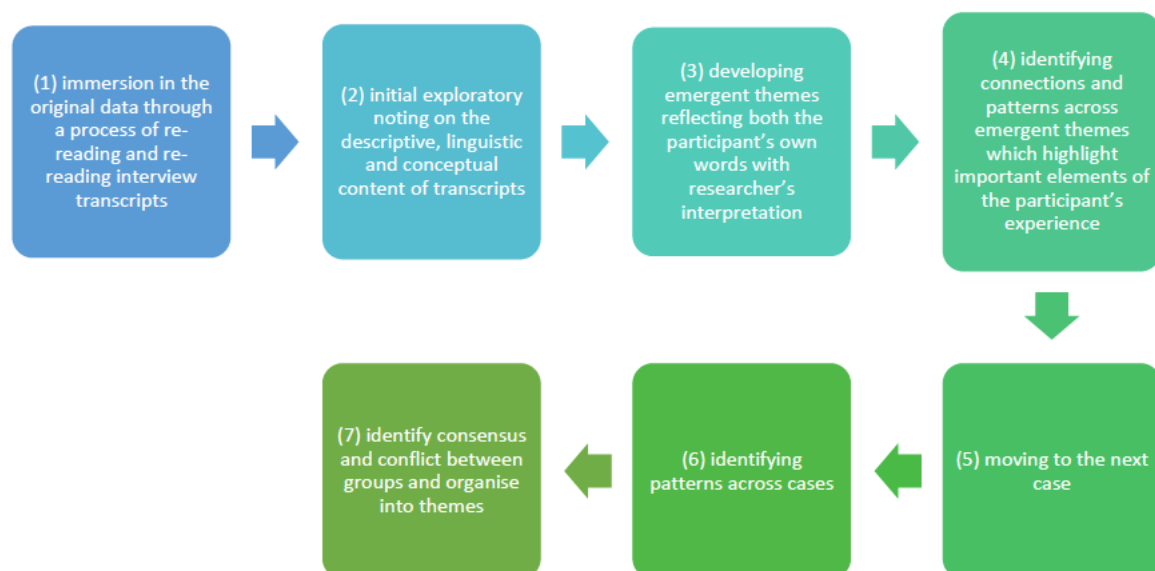 (1) immersion in the
original data through
a process of re-
reading and re-
reading interview
transcripts
(2) initial exploratory
noting on the
descriptive, linguistic
and conceptual
content of transcripts
(3) developing
emergent themes
reflecting both the
participant's own
words with
researcher's
interpretation
(4) identifying
connections and
patterns across
emergent themes
which highlight
important elements of
the participant's
experience
(5) moving to the next
case
(6) identifying
patterns across cases
(7) identify consensus
and conflict between
groups and organise
into themes